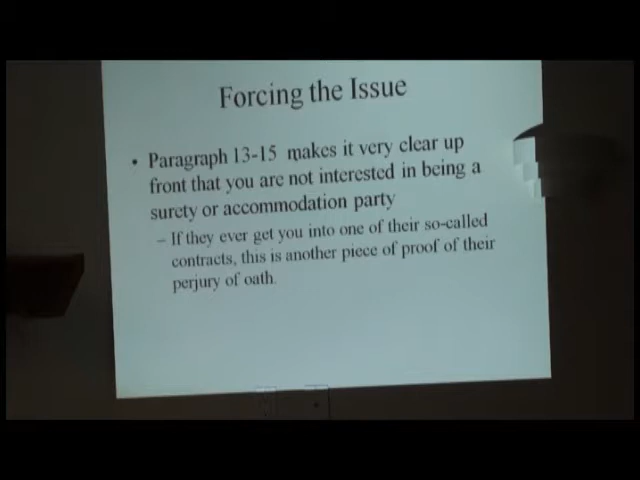 Forcing the Issue
• Paragraph 13-15 makes it very clear up
front that you are not interested in being a
surety or accommodation party
– If they ever get you into one of their so-called
contracts, this is another piece of proof of their
perjury of oath.